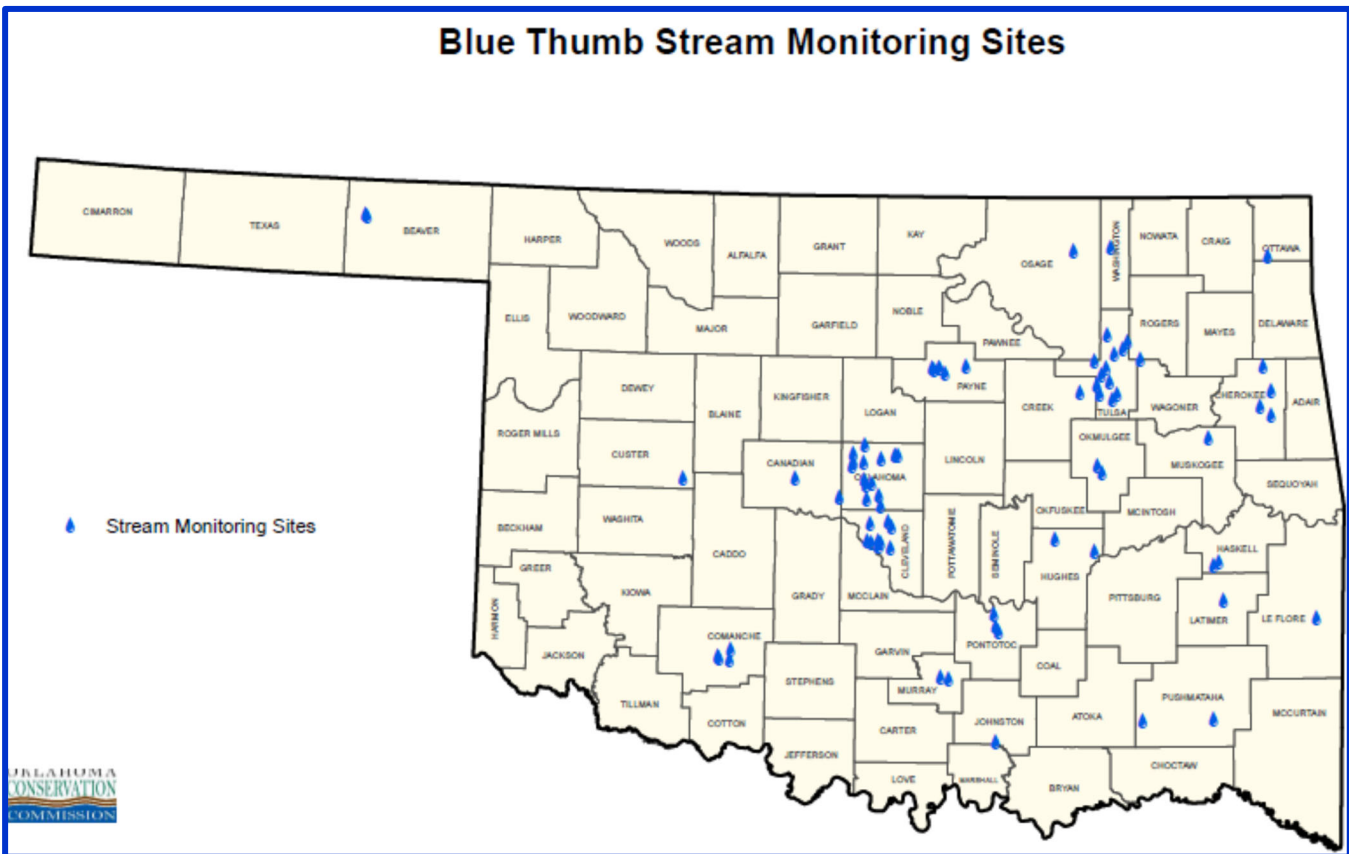 Blue Thumb Stream Monitoring Sites
CIMARRON
TEXAS
BEAVER
HARPER
WOODS
ALFALFA
GRANT
KAY
OSAGE
WASHINGTON
NOWATA
CRAIG
OTTAWA
ELLIS
WOODWARD
MAJOR
GARFIELD
NOBLE
PAWNEE
ROGERS
MAYES
DELAWARE
DEWEY
BLAINE
KINGFISHER
LOGAN
PAYNE
CREEK
TULSA
WAGONER
CHEROKEE
ADAIR
ROGER MILLS
CUSTER
CANADIAN
OKLAHOMA
LINCOLN
OKMULGEE
MUSKOGEE
SEQUOYAH
Stream Monitoring Sites
BECKHAM
WASHITA
CADDO
GRADY
MCCLAIN
CLEVELAND
POTTAWATOMIE
SEMINOLE
OKFUSKEE
MCINTOSH
HASKELL
GREER
KIOWA
HUGHES
PITTSBURG
LATIMER
LE FLORE
HARMON
JACKSON
COMANCHE
STEPHENS
GARVIN
PONTOTOC
COAL
TILLMAN
COTTON
MURRAY
CARTER
JOHNSTON
ATOKA
PUSHMATAHA
MCCURTAIN
JEFFERSON
LOVE
MARSHALL
BRYAN
CHOCTAW
OKLAHOMA
CONSERVATION
COMMISSION